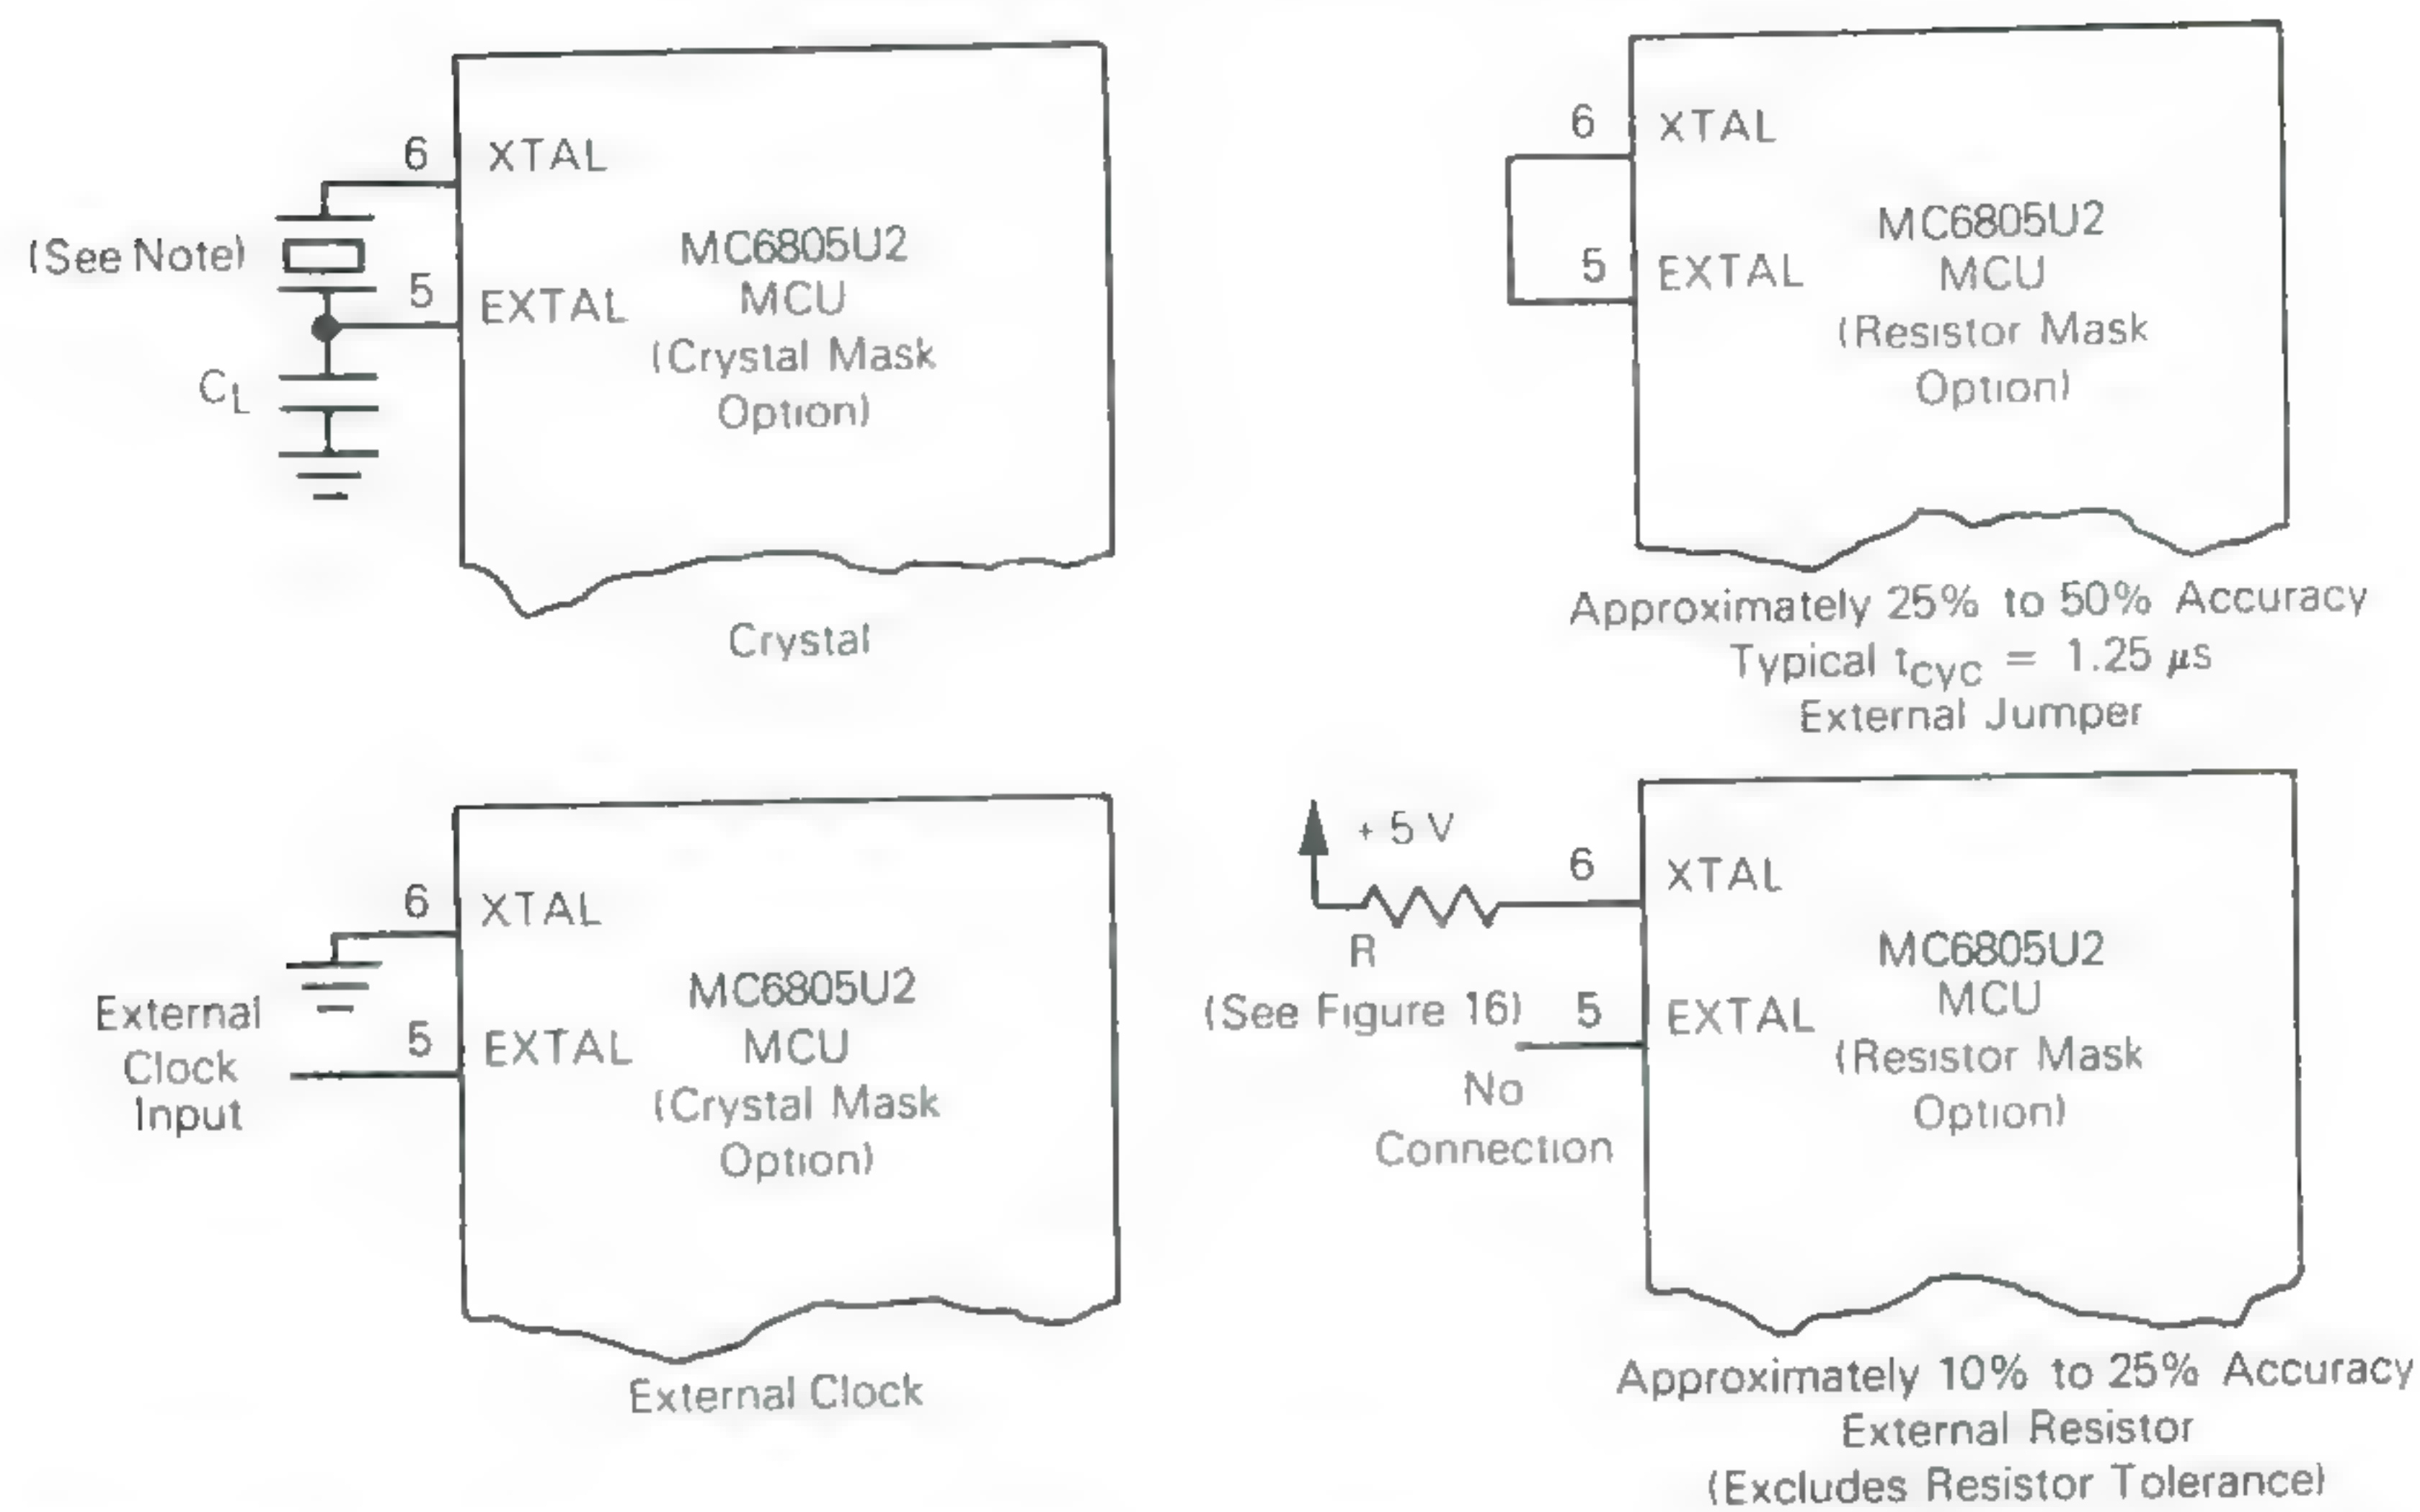 6
XTAL
(See Note)
5
EXTAL
CL
MC6805U2
MCU
(Crystal Mask
Option)
Crystal
6
XTAL
5
EXTAL
MC6805U2
MCU
(Resistor Mask
Option)
Approximately 25% to 50% Accuracy
Typical tcyc = 1.25 µs
External Jumper
6
XTAL
External
Clock
Input
5
EXTAL
MC6805U2
MCU
(Crystal Mask
Option)
External Clock
+ 5 V
6
XTAL
R
(See Figure 16)
5
EXTAL
No
Connection
MC6805U2
MCU
(Resistor Mask
Option)
Approximately 10% to 25% Accuracy
External Resistor
(Excludes Resistor Tolerance)